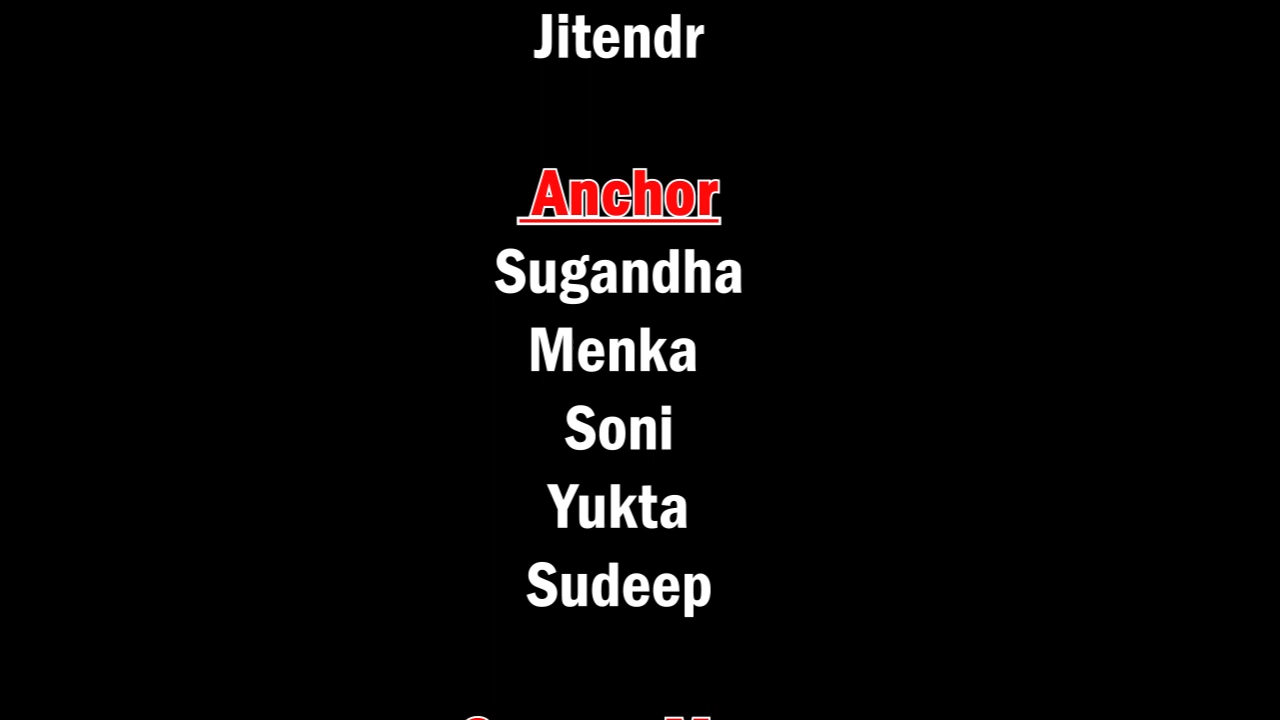 Jitendr
Anchor
Sugandha
Menka
Soni
Yukta
Sudeep